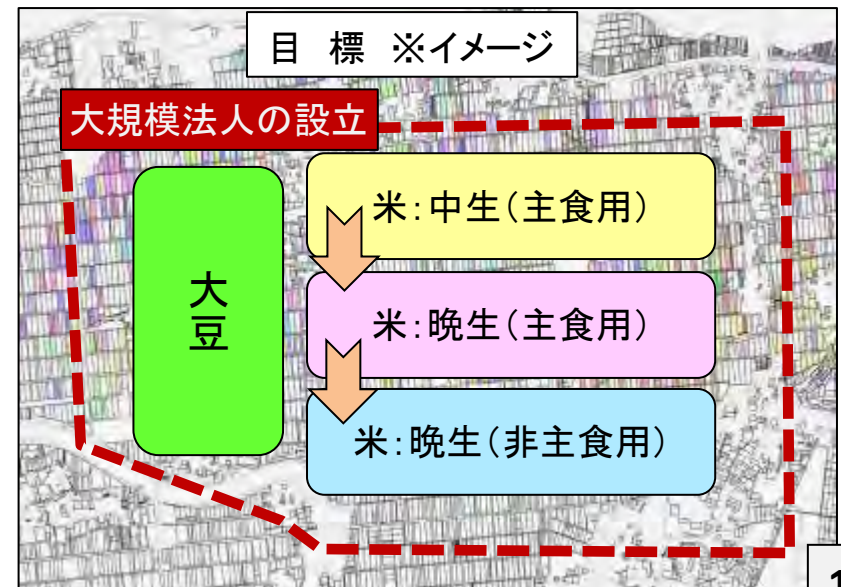 目 標 ※イメージ
大規模法人の設立
大豆
米:中生(主食用)
米:晩生(主食用)
米:晩生(非主食用)
1